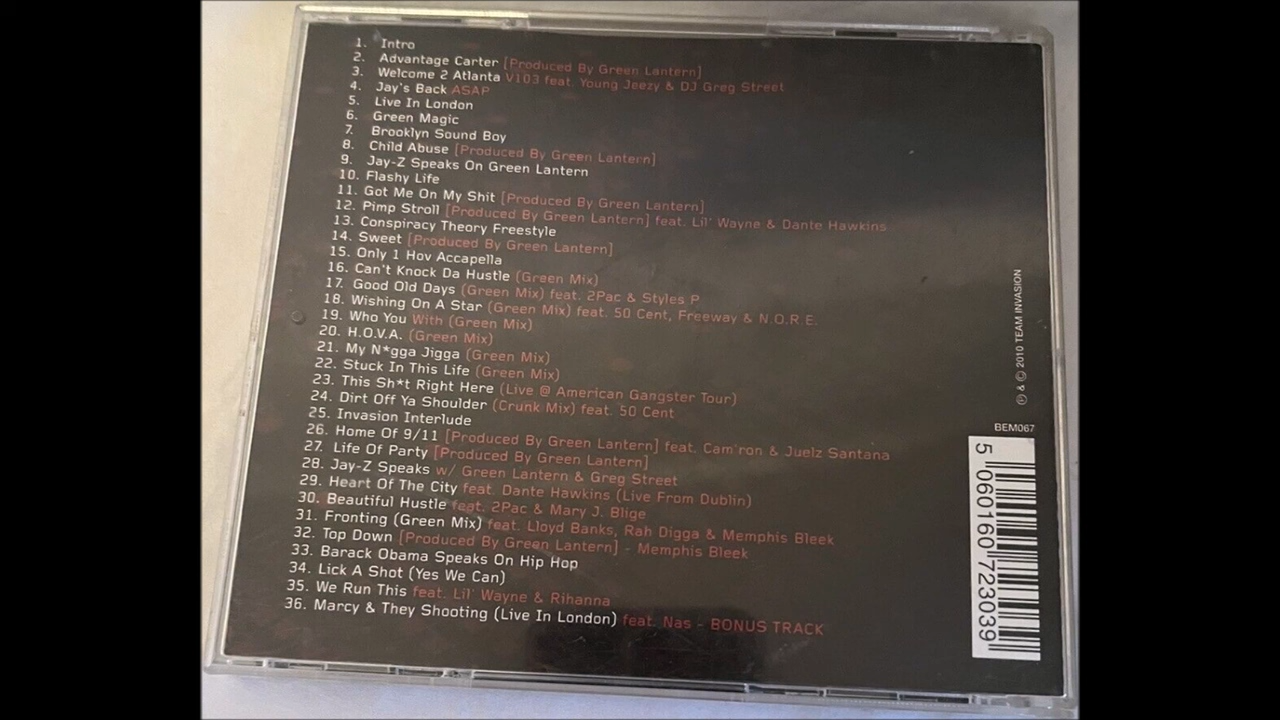 1. Intro
2. Advantage Carter [Produced By Green Lantern]
3. Welcome 2 Atlanta V103 feat. Young Jeezy & DJ Greg Street
4. Jay's Back ASAP
5. Live In London
6. Green Magic
7. Brooklyn Sound Boy
8. Child Abuse [Produced By Green Lantern]
9. Jay-Z Speaks On Green Lantern
10. Flashy Life
11. Got Me On My Shit [Produced By Green Lantern]
12. Pimp Stroll [Produced By Green Lantern] feat. Lil' Wayne & Dante Hawkins
13. Conspiracy Theory Freestyle
14. Sweet [Produced By Green Lantern]
15. Only 1 Hov Accapella
16. Can't Knock Da Hustle (Green Mix)
17. Good Old Days (Green Mix) feat. 2Pac & Styles P
18. Wishing On A Star (Green Mix) feat. 50 Cent, Freeway & N.O.R.E.
19. Who You With (Green Mix)
20. H.O.V.A. (Green Mix)
21. My N*gga Jigga (Green Mix)
22. Stuck In This Life (Green Mix)
23. This Sh*t Right Here (Live @ American Gangster Tour)
24. Dirt Off Ya Shoulder (Crunk Mix) feat. 50 Cent
25. Invasion Interlude
26. Home Of 9/11 [Produced By Green Lantern] feat. Cam'ron & Juelz Santana
27. Life Of Party [Produced By Green Lantern]
28. Jay-Z Speaks w/ Green Lantern & Greg Street
29. Heart Of The City feat. Dante Hawkins (Live From Dublin)
30. Beautiful Hustle feat. 2Pac & Mary J. Blige
31. Fronting (Green Mix) feat. Lloyd Banks, Rah Digga & Memphis Bleek
32. Top Down [Produced By Green Lantern] - Memphis Bleek
33. Barack Obama Speaks On Hip Hop
34. Lick A Shot (Yes We Can)
35. We Run This feat. Lil' Wayne & Rihanna
36. Marcy & They Shooting (Live In London) feat. Nas - BONUS TRACK
℗ & © 2010 TEAM INVASION
BEM067
5 060160 723039